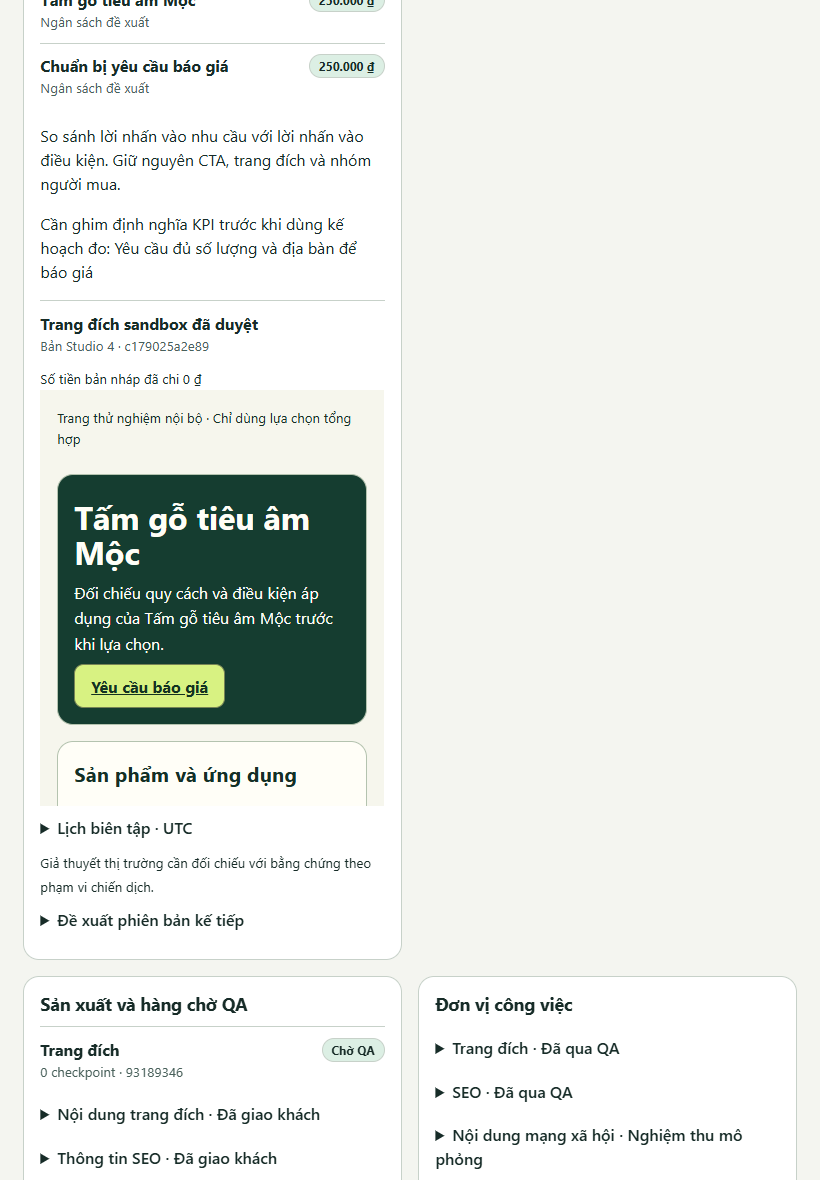 Tấm gỗ tiêu âm Mộc
250.000 ₫
Ngân sách đề xuất
Chuẩn bị yêu cầu báo giá
250.000 ₫
Ngân sách đề xuất
So sánh lời nhấn vào nhu cầu với lời nhấn vào
điều kiện. Giữ nguyên CTA, trang đích và nhóm
người mua.
Cần ghim định nghĩa KPI trước khi dùng kế
hoạch đo: Yêu cầu đủ số lượng và địa bàn để
báo giá
Trang đích sandbox đã duyệt
Bản Studio 4 · c179025a2e89
Số tiền bản nháp đã chi 0 ₫
Trang thử nghiệm nội bộ · Chỉ dùng lựa chọn tổng
hợp
Tấm gỗ tiêu âm
Mộc
Đối chiếu quy cách và điều kiện áp
dụng của Tấm gỗ tiêu âm Mộc trước
khi lựa chọn.
Yêu cầu báo giá
Sản phẩm và ứng dụng
Lịch biên tập · UTC
Giả thuyết thị trường cần đối chiếu với bằng chứng theo
phạm vi chiến dịch.
Đề xuất phiên bản kế tiếp
Sản xuất và hàng chờ QA
Trang đích
Chờ QA
0 checkpoint · 93189346
Nội dung trang đích · Đã giao khách
Thông tin SEO · Đã giao khách
Đơn vị công việc
Trang đích · Đã qua QA
SEO · Đã qua QA
Nội dung mạng xã hội · Nghiệm thu mô
phỏng